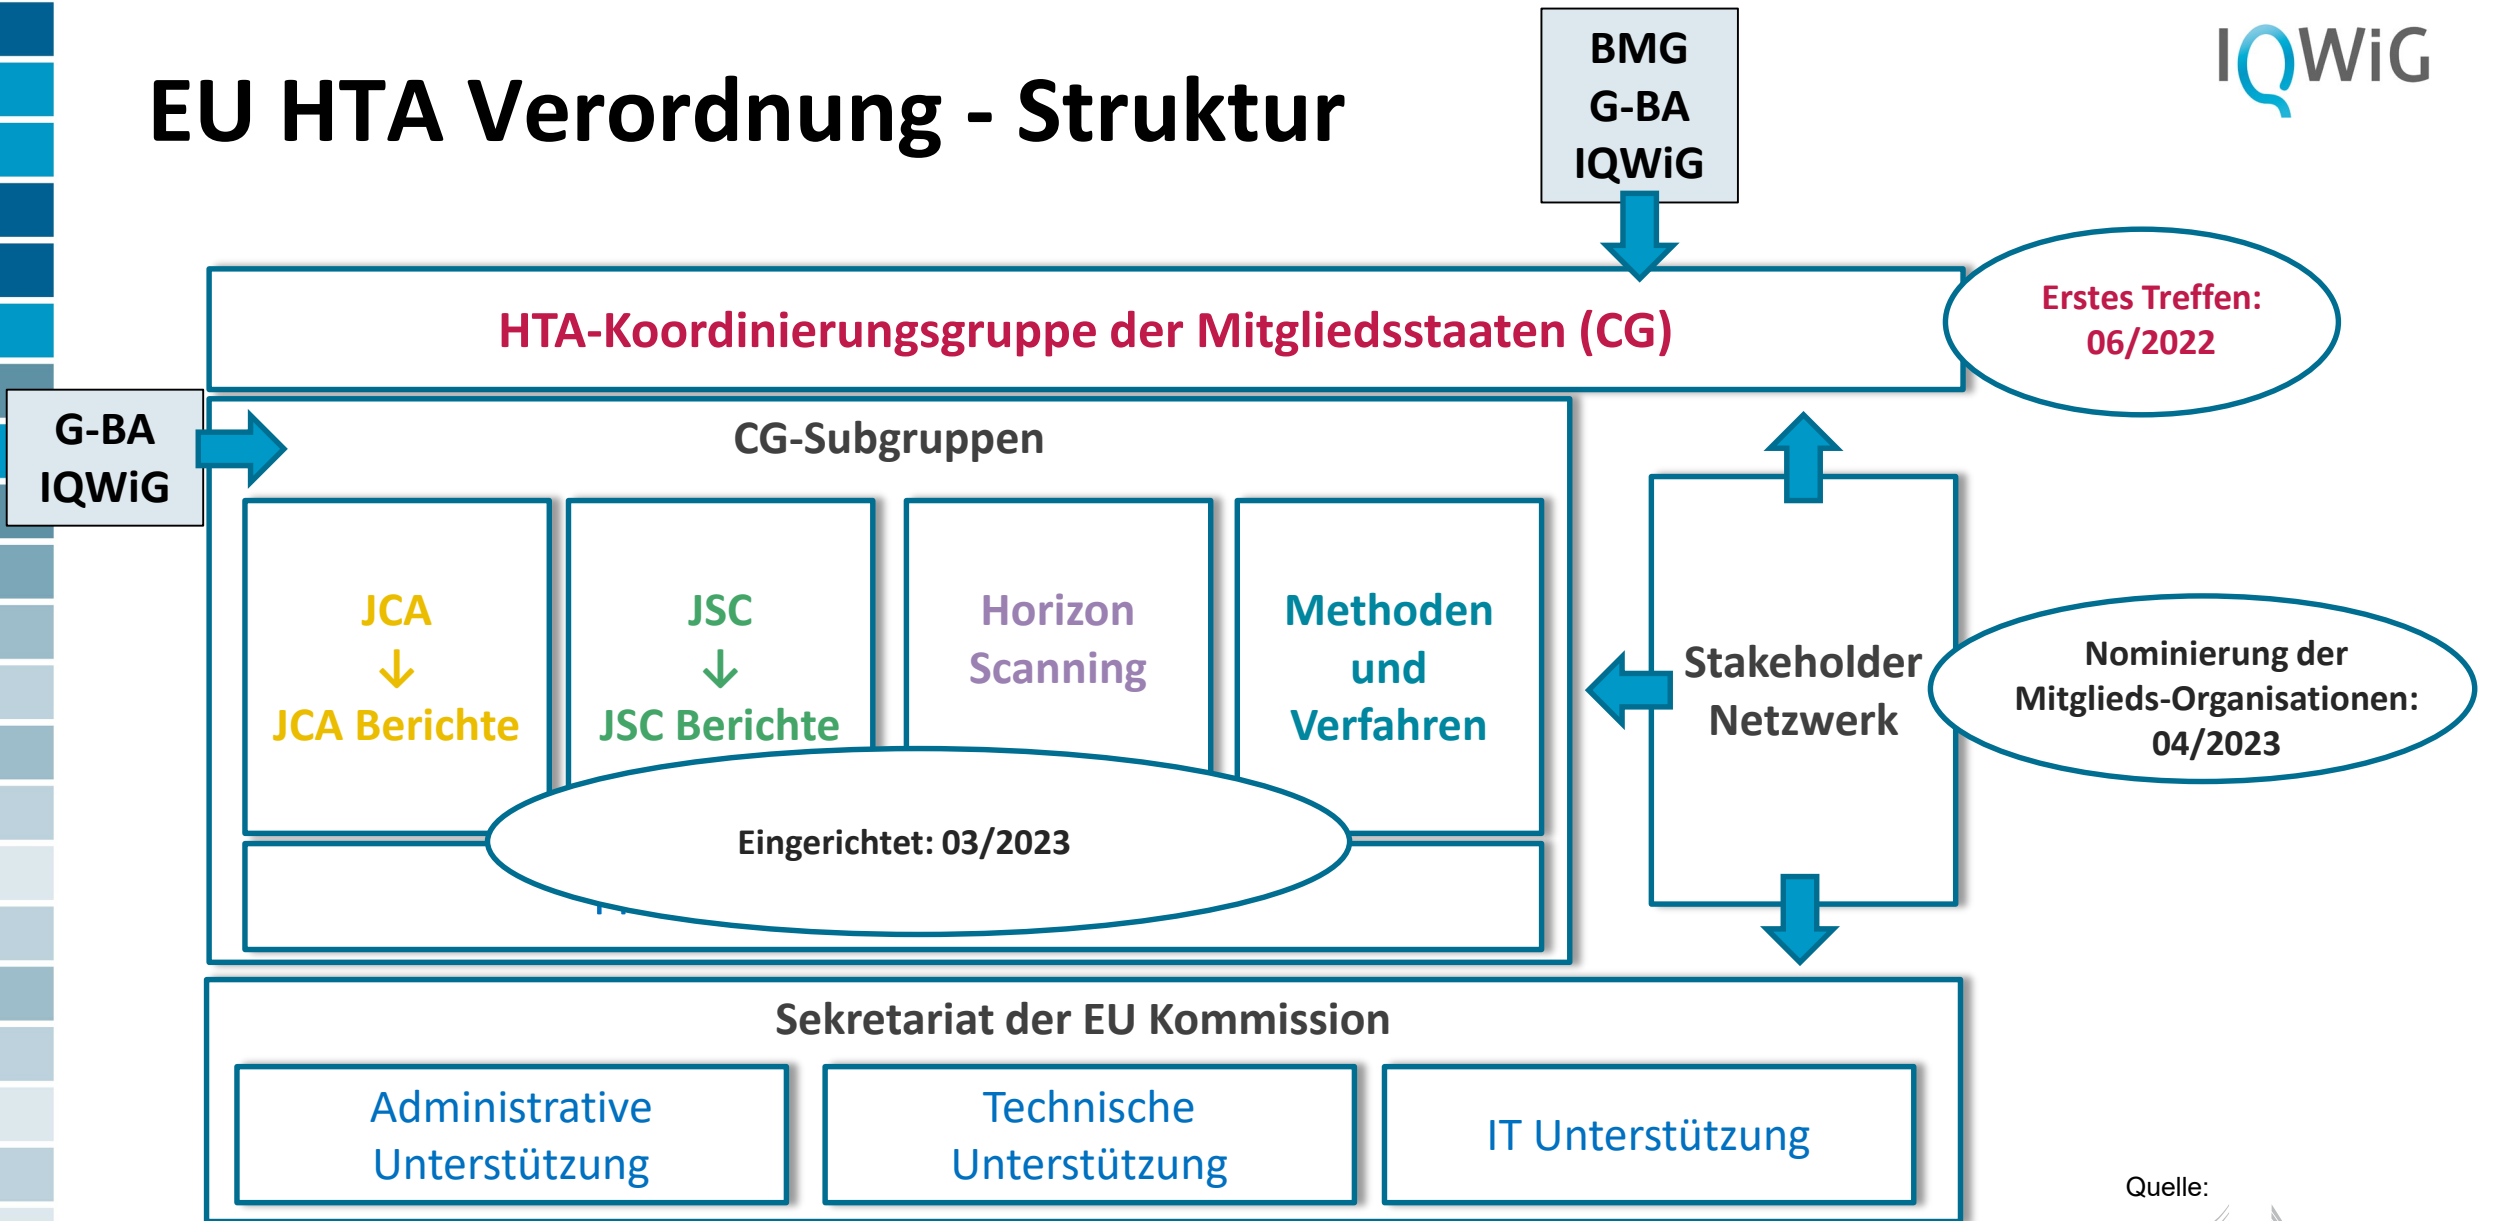 BMG
G-BA
IQWiG
IQWiG
EU HTA Verordnung - Struktur
HTA-Koordinierungsgruppe der Mitgliedsstaaten (CG)
Erstes Treffen:
06/2022
G-BA
IQWiG
CG-Subgruppen
JCA
↓
JCA Berichte
JSC
↓
JSC Berichte
Horizon
Scanning
Methoden
und
Verfahren
Stakeholder
Netzwerk
Nominierung der
Mitglieds-Organisationen:
04/2023
Eingerichtet: 03/2023
Sekretariat der EU Kommission
Administrative
Unterstützung
Technische
Unterstützung
IT Unterstützung
Quelle: